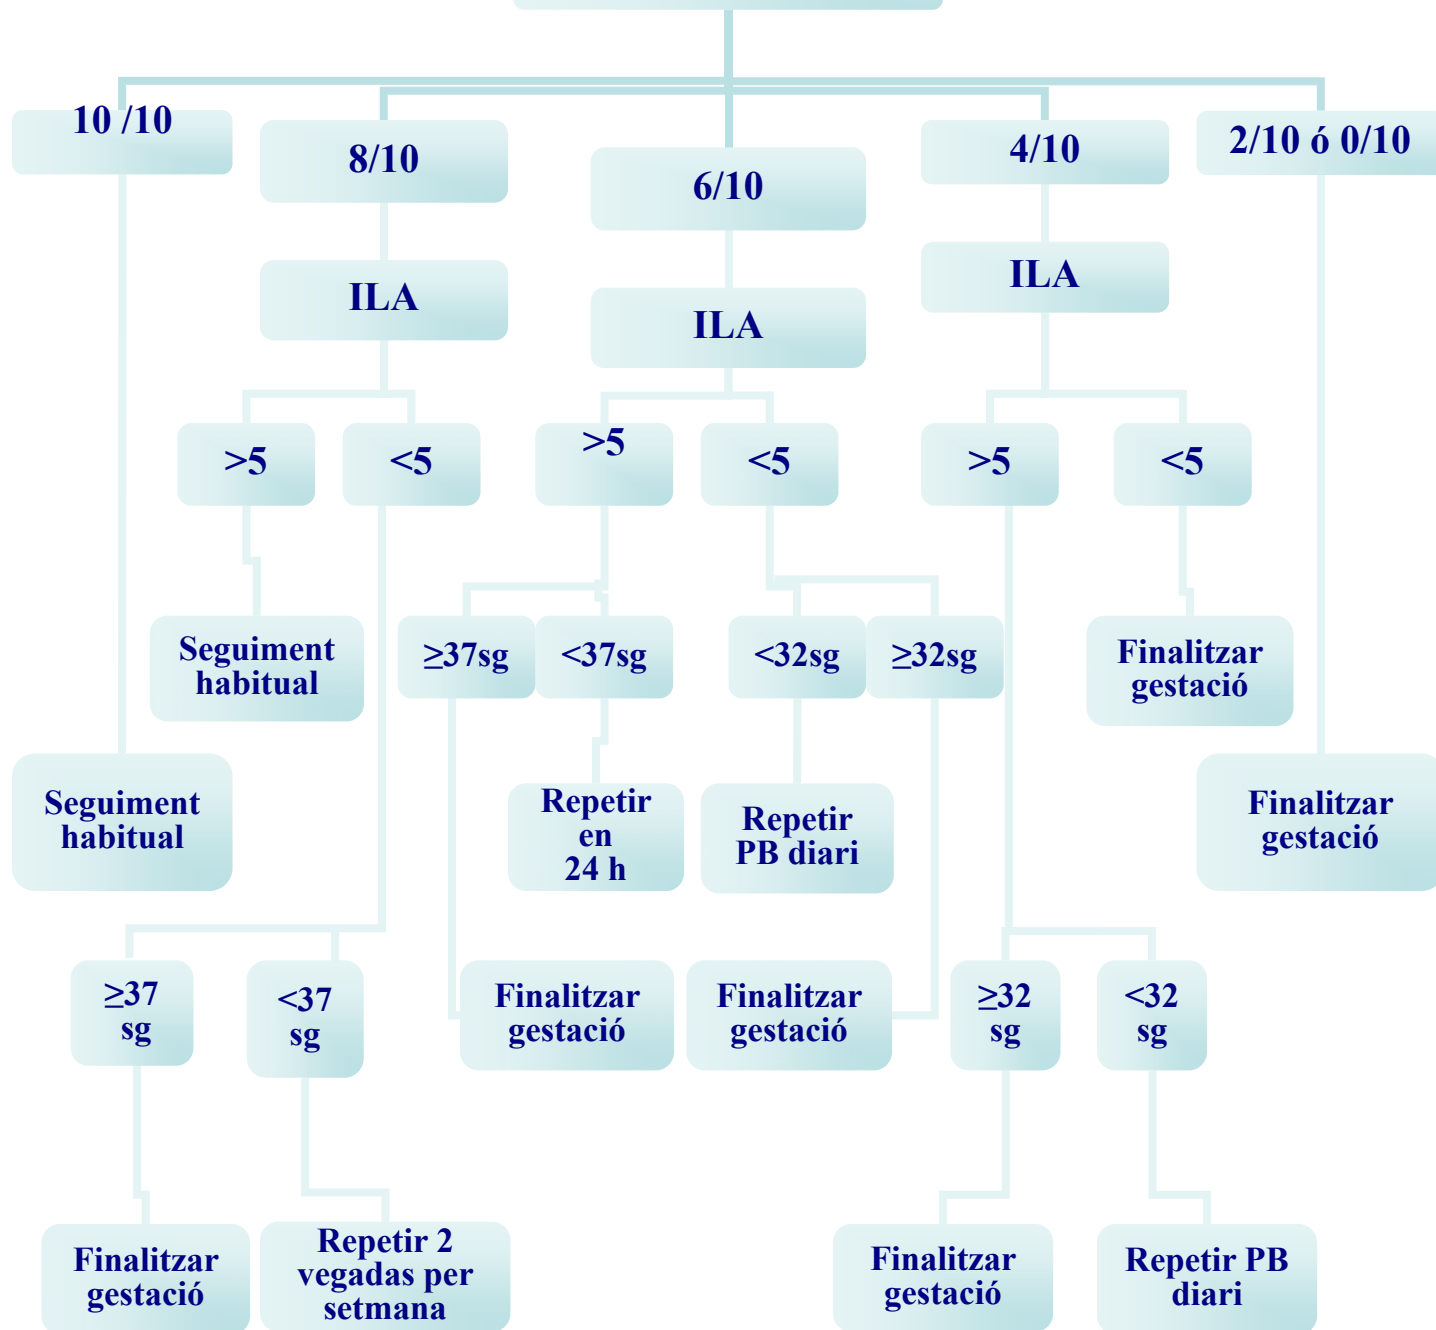 10 /10
8/10
6/10
4/10
2/10 ó 0/10
ILA
ILA
ILA
>5
<5
>5
<5
>5
<5
Seguiment
habitual
≥37sg
<37sg
<32sg
≥32sg
Finalitzar
gestació
Seguiment
habitual
Repetir
en
24 h
Repetir
PB diari
Finalitzar
gestació
≥37
sg
<37
sg
Finalitzar
gestació
Finalitzar
gestació
≥32
sg
<32
sg
Finalitzar
gestació
Repetir 2
vegadas per
setmana
Finalitzar
gestació
Repetir PB
diari